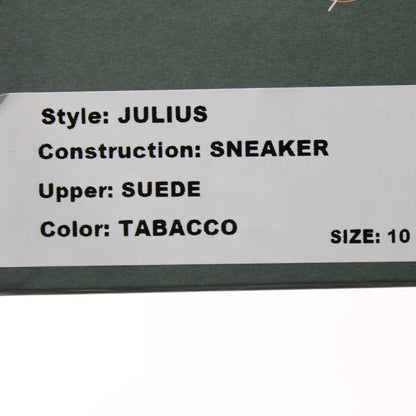 Style: JULIUS
Construction: SNEAKER
Upper: SUEDE
Color: TABACCO
SIZE: 10